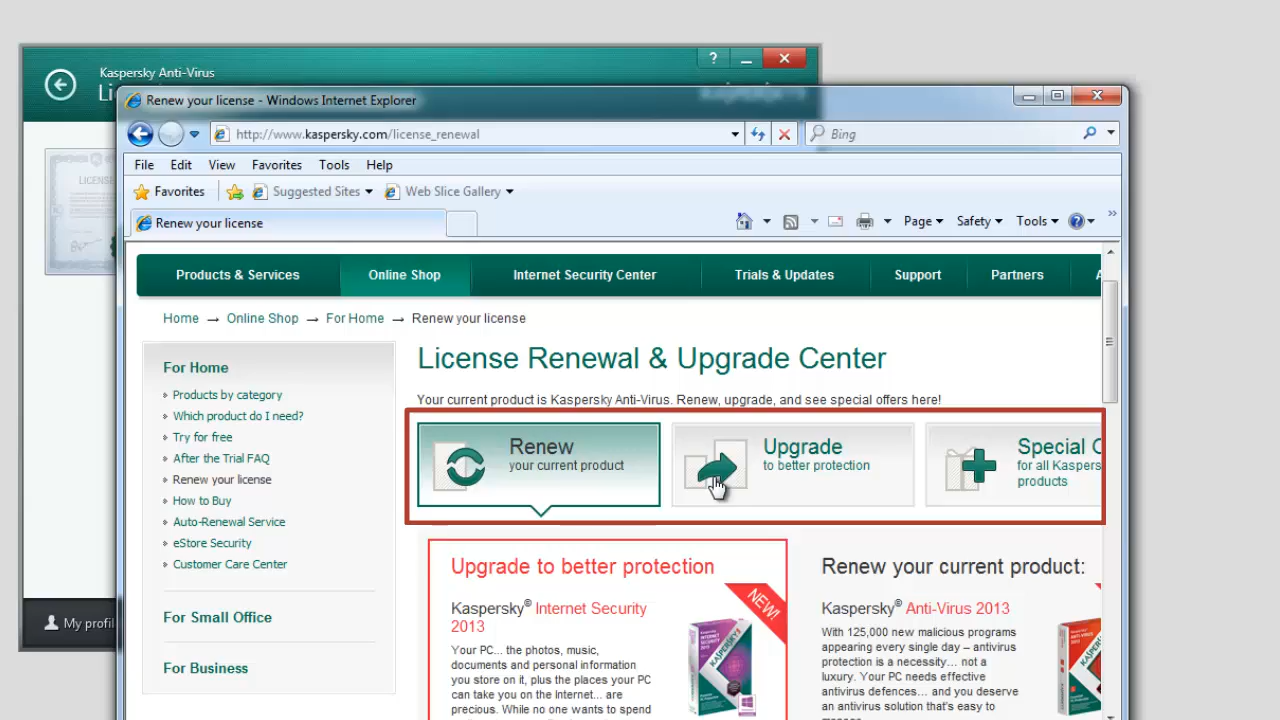 Kaspersky Anti-Virus
Li
?
Renew your license - Windows Internet Explorer
http://www.kaspersky.com/license_renewal
Bing
File Edit View Favorites Tools Help
Favorites Suggested Sites Web Slice Gallery
Renew your license
Page Safety Tools
LICENS
Products & Services Online Shop Internet Security Center Trials & Updates Support Partners A
Home → Online Shop → For Home → Renew your license
For Home
Products by category
Which product do I need?
Try for free
After the Trial FAQ
Renew your license
How to Buy
Auto-Renewal Service
eStore Security
Customer Care Center
For Small Office
For Business
My profil
License Renewal & Upgrade Center
Your current product is Kaspersky Anti-Virus. Renew, upgrade, and see special offers here!
Renew
your current product
Upgrade
to better protection
Special O
for all Kaspers
products
Upgrade to better protection
NEW!
Kaspersky® Internet Security
2013
Your PC... the photos, music,
documents and personal information
you store on it, plus the places your PC
can take you on the Internet... are
precious. While no one wants to spend
Renew your current product:
Kaspersky® Anti-Virus 2013
With 125,000 new malicious programs
appearing every single day – antivirus
protection is a necessity... not a
luxury. Your PC needs effective
antivirus defences... and you deserve
an antivirus solution that's easy to